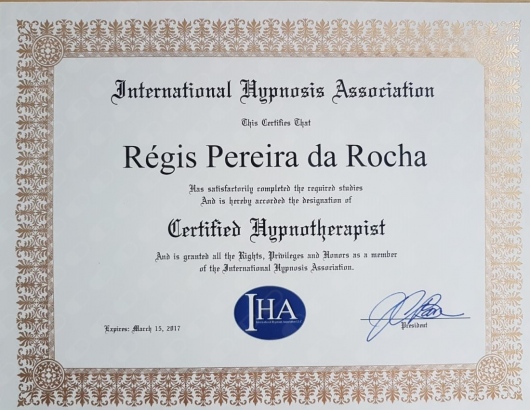 International Hypnosis Association
This Certifies That
Régis Pereira da Rocha
Has satisfactorily completed the required studies
And is hereby accorded the designation of
Certified Hypnotherapist
And is granted all the Rights, Privileges and Honors as a member
of the International Hypnosis Association.
IHA
Expires: March 15, 2017
President